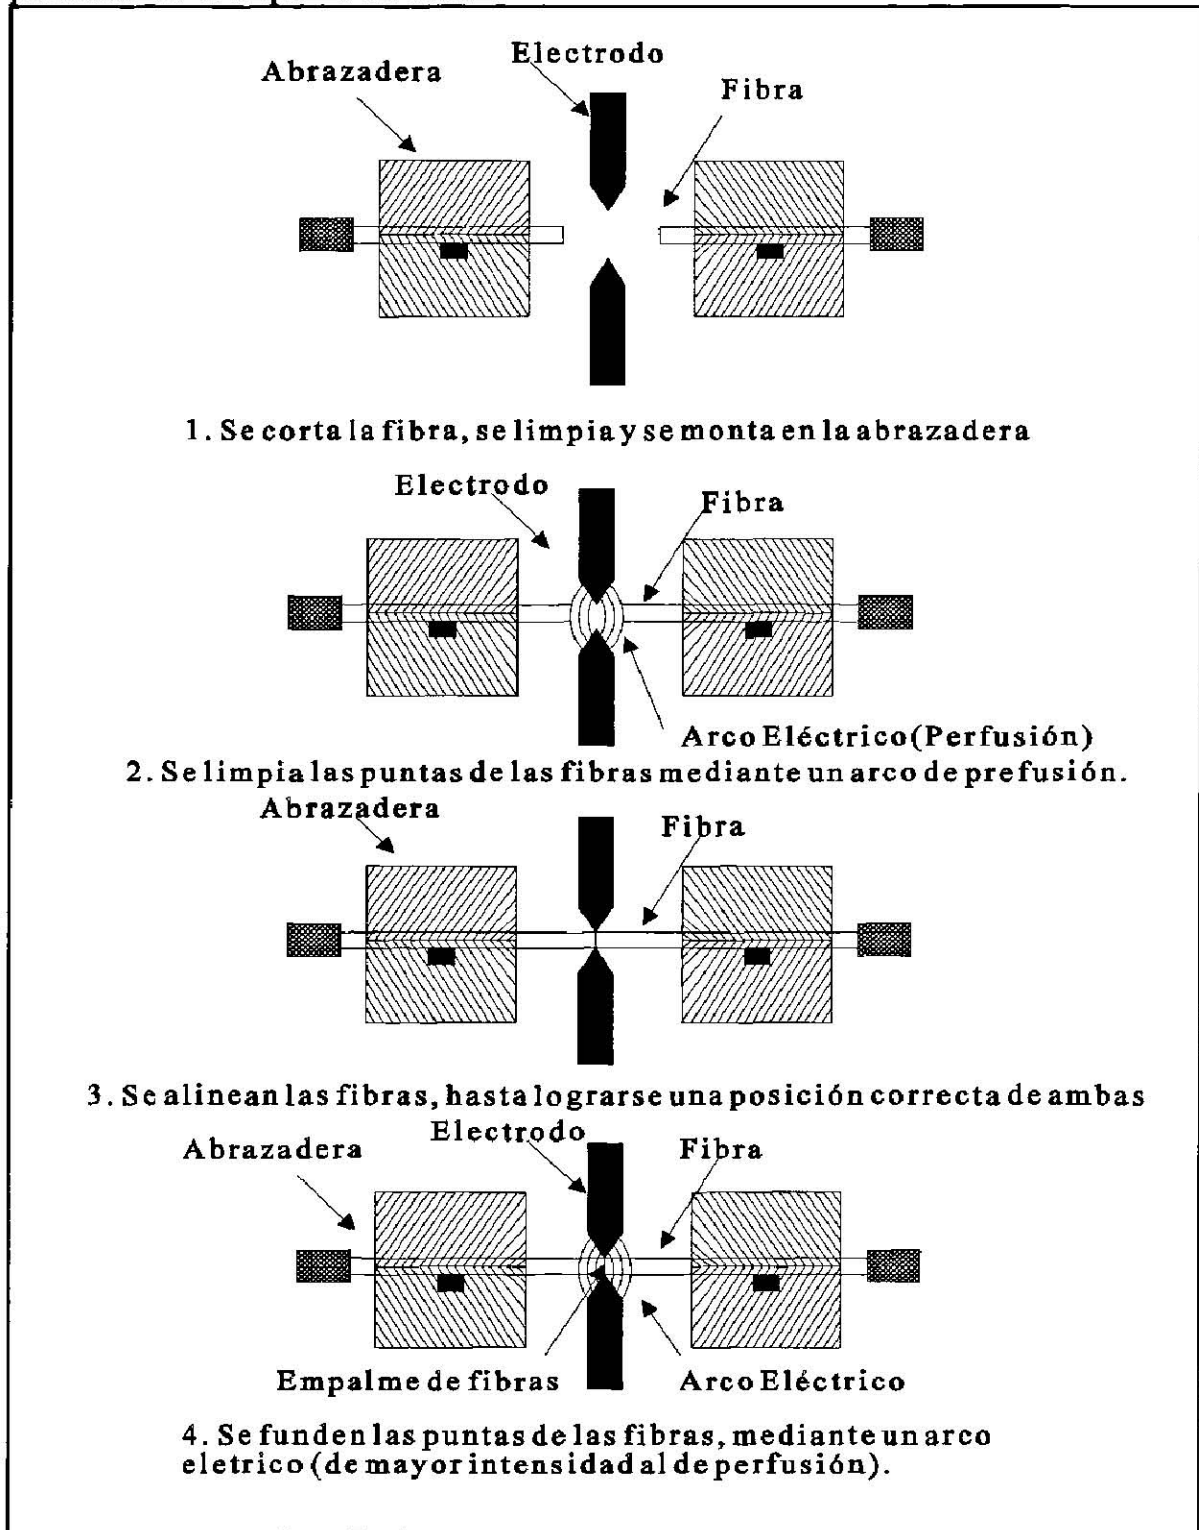 Electrodo
Abrazadera
Fibra
1. Se corta la fibra, se limpia y se monta en la abrazadera
Electrodo
Fibra
Arco Eléctrico(Perfusión)
2. Se limpia las puntas de las fibras mediante un arco de prefusión.
Abrazadera
Fibra
3. Se alinean las fibras, hasta lograrse una posición correcta de ambas
Electrodo
Abrazadera
Fibra
Empalme de fibras
Arco Eléctrico
4. Se funden las puntas de las fibras, mediante un arco
eletrico (de mayor intensidad al de perfusión).